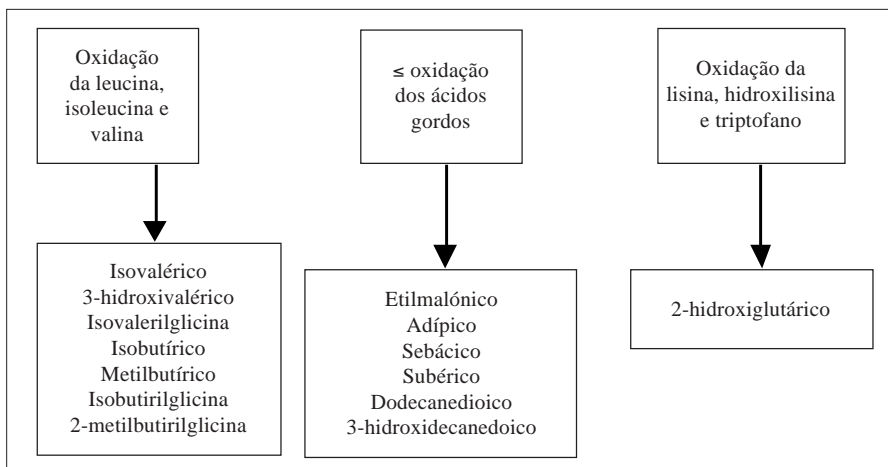 Oxidação
da leucina,
isoleucina e
valina
≤ oxidação
dos ácidos
gordos
Oxidação da
lisina, hidroxilisina
e triptofano
Isovalérico
3-hidroxivalérico
Isovalerilglicina
Isobutírico
Metilbutírico
Isobutirilglicina
2-metilbutirilglicina
Etilmalónico
Adípico
Sebácico
Subérico
Dodecanedioico
3-hidroxidecanedoico
2-hidroxiglutárico